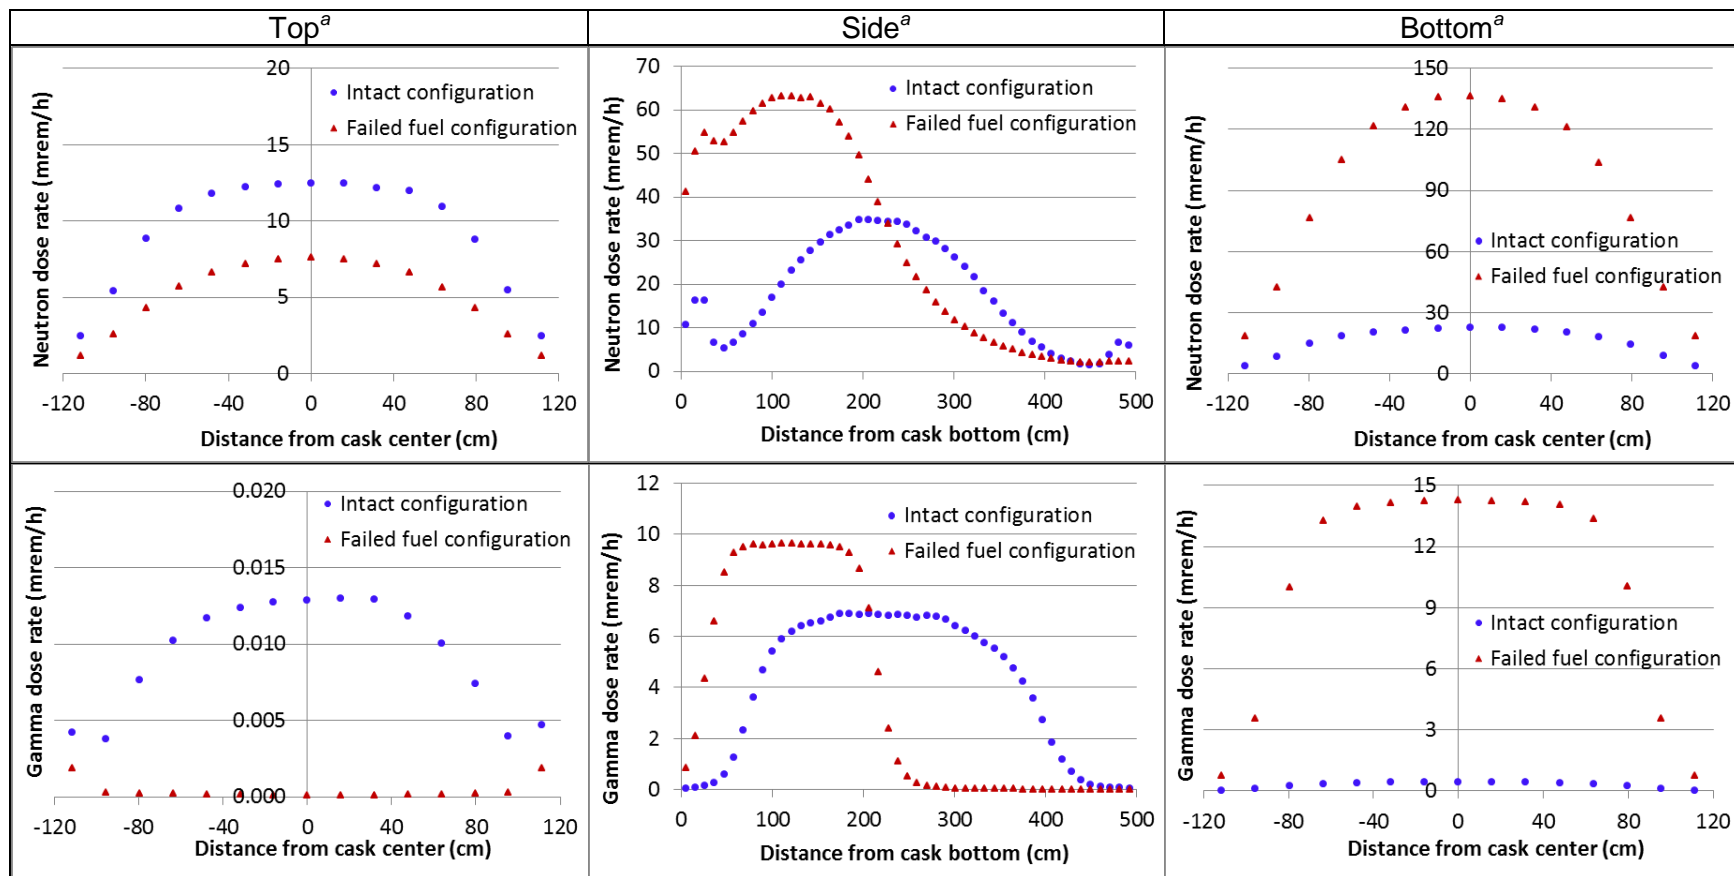 Topa
Sidea
Bottoma
20
15
10
5
0
-120 -80 -40 0 40 80 120
Neutron dose rate (mrem/h)
Distance from cask center (cm)
Intact configuration
Failed fuel configuration
70
60
50
40
30
20
10
0
0 100 200 300 400 500
Neutron dose rate (mrem/h)
Distance from cask bottom (cm)
Intact configuration
Failed fuel configuration
150
120
90
60
30
0
-120 -80 -40 0 40 80 120
Neutron dose rate (mrem/h)
Distance from cask center (cm)
Intact configuration
Failed fuel configuration
0.020
0.015
0.010
0.005
0.000
-120 -80 -40 0 40 80 120
Gamma dose rate (mrem/h)
Distance from cask center (cm)
Intact configuration
Failed fuel configuration
12
10
8
6
4
2
0
0 100 200 300 400 500
Gamma dose rate (mrem/h)
Distance from cask bottom (cm)
Intact configuration
Failed fuel configuration
15
12
9
6
3
0
-120 -80 -40 0 40 80 120
Gamma dose rate (mrem/h)
Distance from cask center (cm)
Intact configuration
Failed fuel configuration